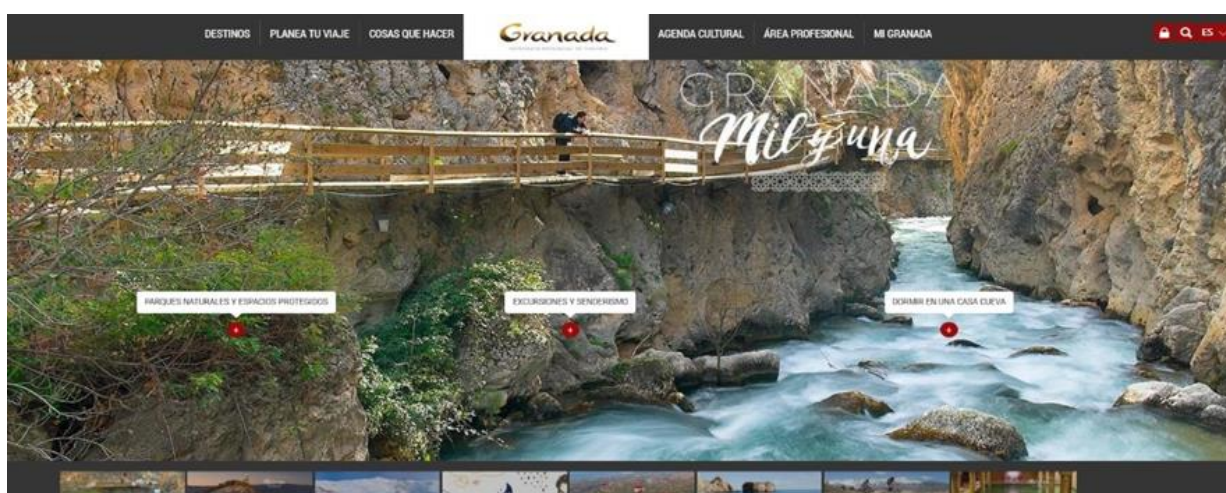 DESTINOS
PLANEA TU VIAJE
COSAS QUE HACER
Granada
AGENDA CULTURAL
ÁREA PROFESIONAL
MI GRANADA
ES
GRANADA
Mil y una
PARQUES NATURALES Y ESPACIOS PROTEGIDOS
EXCURSIONES Y SENDERISMO
DORMIR EN UNA CASA CUEVA